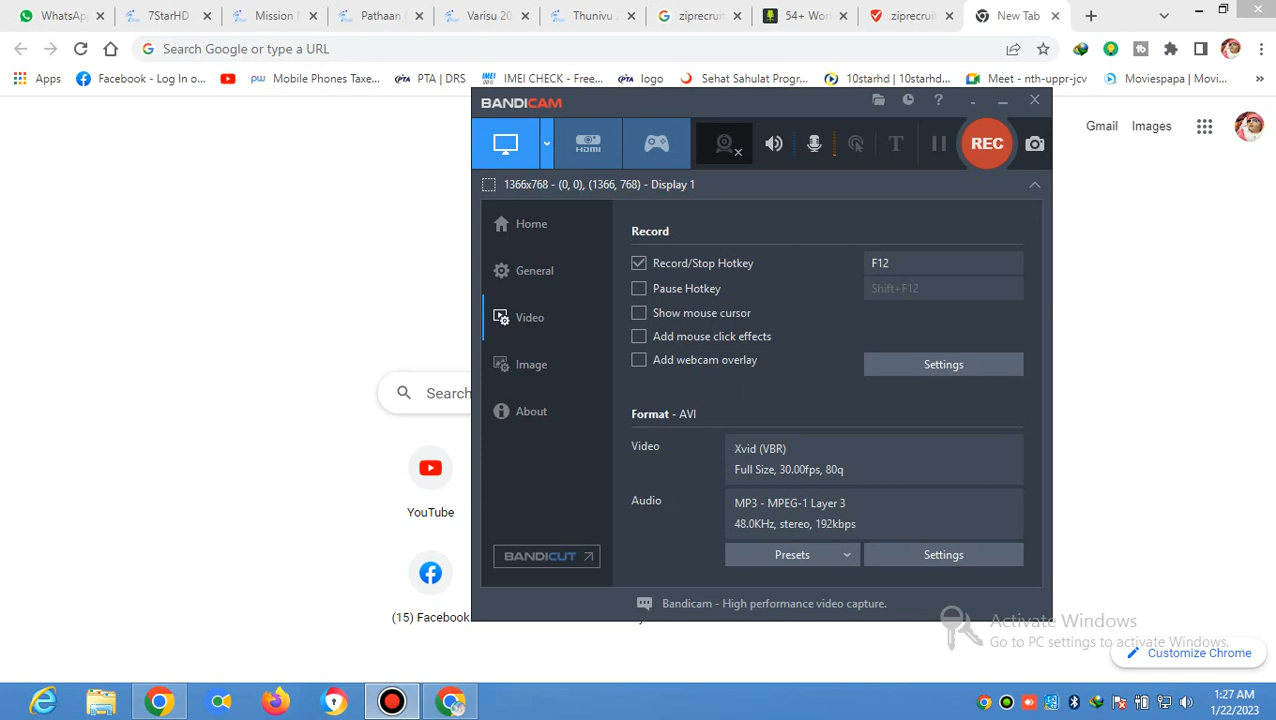 WhatsAp
7StarHD
Mission
Pathaan
Varisu 20
Thunivu
ziprecrui
54+ Wor
ziprecruit
New Tab
Search Google or type a URL
Apps
Facebook - Log In o...
Mobile Phones Taxe...
PTA | DRS
IMEI CHECK - Free...
logo
Sehat Sahulat Progr...
10starhd | 10starhd...
Meet - nth-uppr-jcv
Moviespapa | Movi...
»
Gmail
Images
BANDICAM
HDMI
T
REC
1366x768 - (0, 0), (1366, 768) - Display 1
Home
General
Video
Image
About
BANDICUT
Record
Record/Stop Hotkey
F12
Pause Hotkey
Shift+F12
Show mouse cursor
Add mouse click effects
Add webcam overlay
Settings
Format - AVI
Video
Xvid (VBR)
Full Size, 30.00fps, 80q
Audio
MP3 - MPEG-1 Layer 3
48.0KHz, stereo, 192kbps
Presets
Settings
Bandicam - High performance video capture.
Search
YouTube
(15) Facebook
Activate Windows
Go to PC settings to activate Windows.
Customize Chrome
1:27 AM
1/22/2023